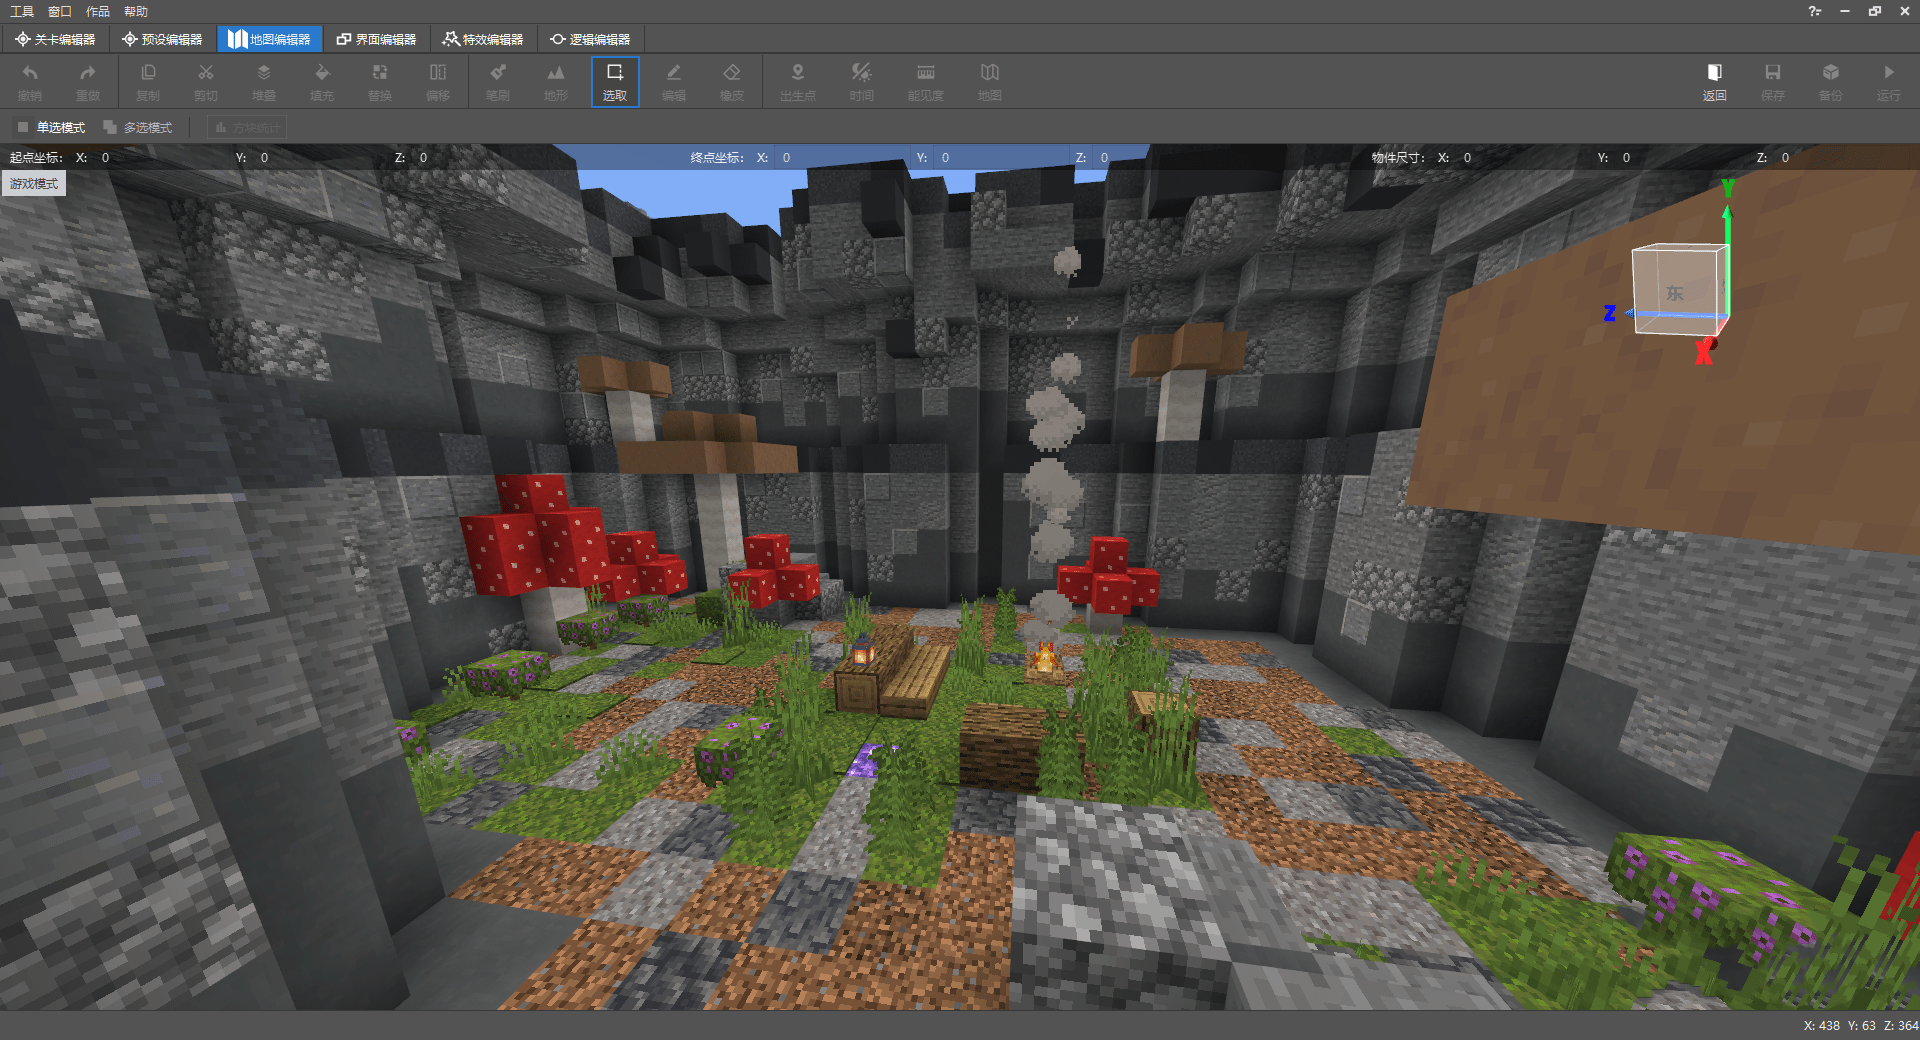 工具 窗口 作品 帮助
关卡编辑器 预设编辑器 地图编辑器 界面编辑器 特效编辑器 逻辑编辑器
撤销 重做 复制 剪切 堆叠 填充 替换 偏移 笔刷 地形 选取 编辑 橡皮 出生点 时间 能见度 地图 返回 保存 备份 运行
单选模式 多选模式 方块统计
起点坐标: X: 0 Y: 0 Z: 0 终点坐标: X: 0 Y: 0 Z: 0 物件尺寸: X: 0 Y: 0 Z: 0
游戏模式
Y
东
Z
X
X: 438 Y: 63 Z: 364